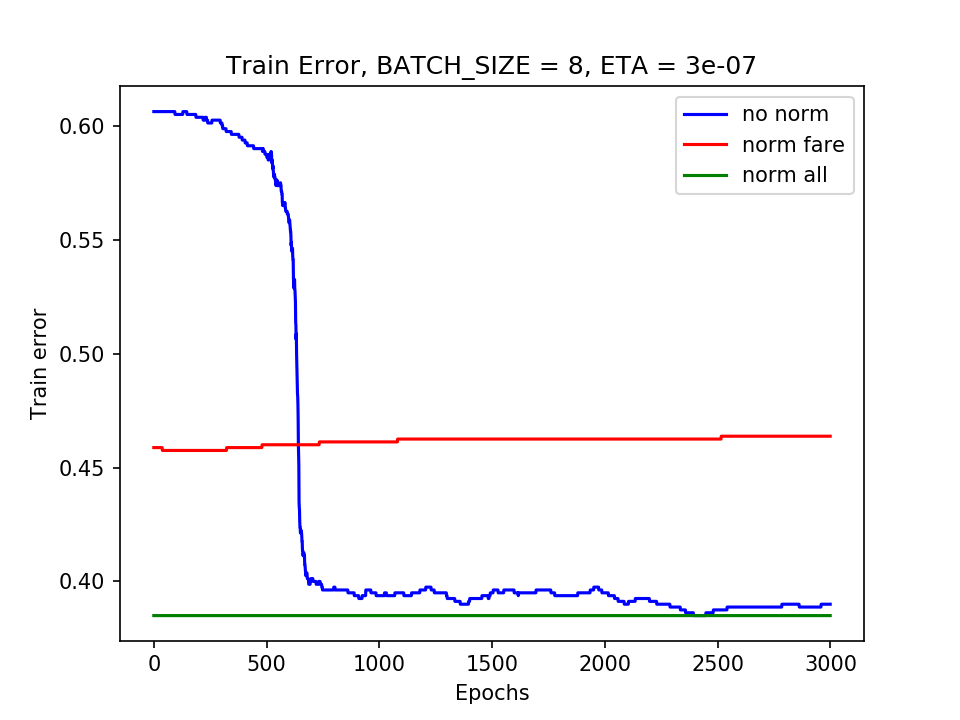 Train Error, BATCH_SIZE = 8, ETA = 3e-07
no norm
norm fare
norm all
Train error
0.60
0.55
0.50
0.45
0.40
0 500 1000 1500 2000 2500 3000
Epochs